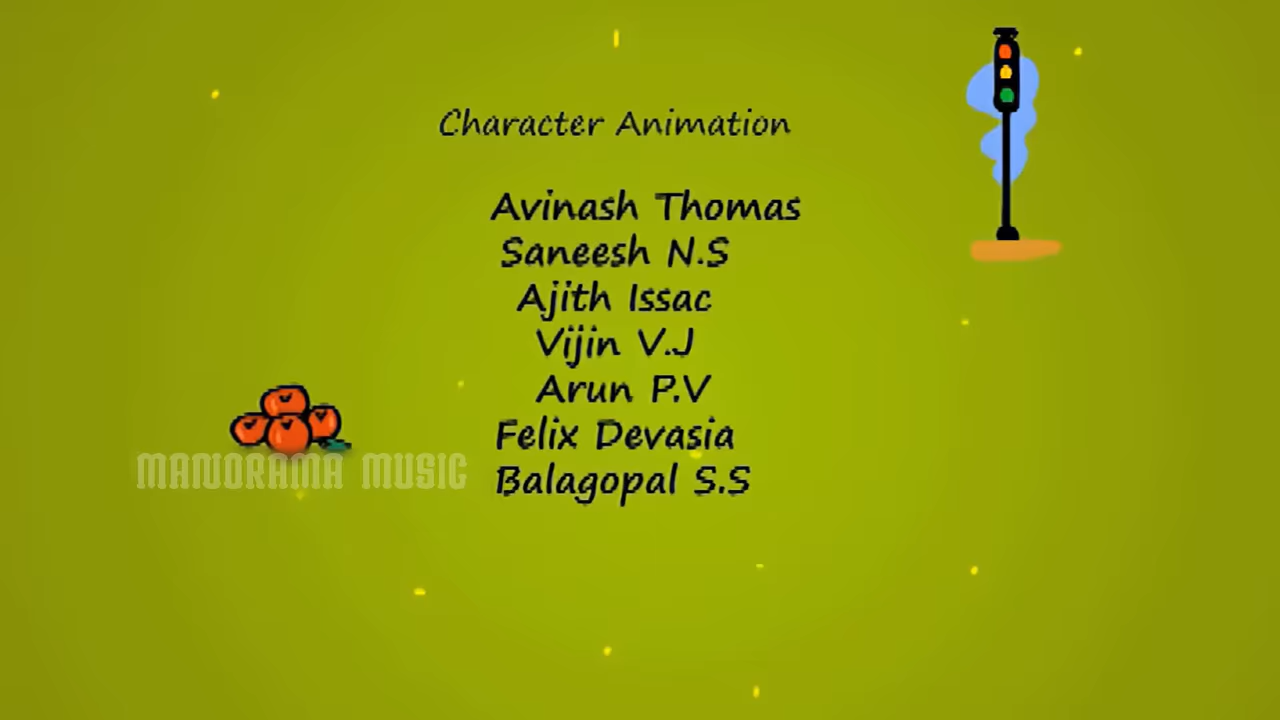 Character Animation
Avinash Thomas
Saneesh N.S
Ajith Issac
Vijin V.J
Arun P.V
Felix Devasia
MANORAMA MUSIC
Balagopal S.S